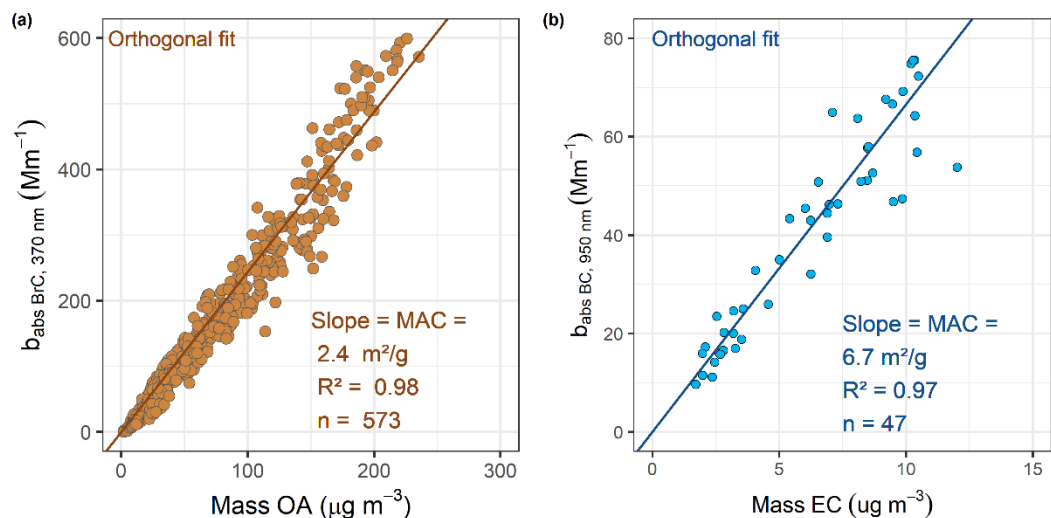 (a)
Orthogonal fit
600
400
200
0
b_abs BrC, 370 nm (Mm⁻¹)
Slope = MAC =
2.4 m²/g
R² = 0.98
n = 573
0 100 200 300
Mass OA (μg m⁻³)
(b)
Orthogonal fit
80
60
40
20
0
b_abs BC, 950 nm (Mm⁻¹)
Slope = MAC =
6.7 m²/g
R² = 0.97
n = 47
0 5 10 15
Mass EC (ug m⁻³)